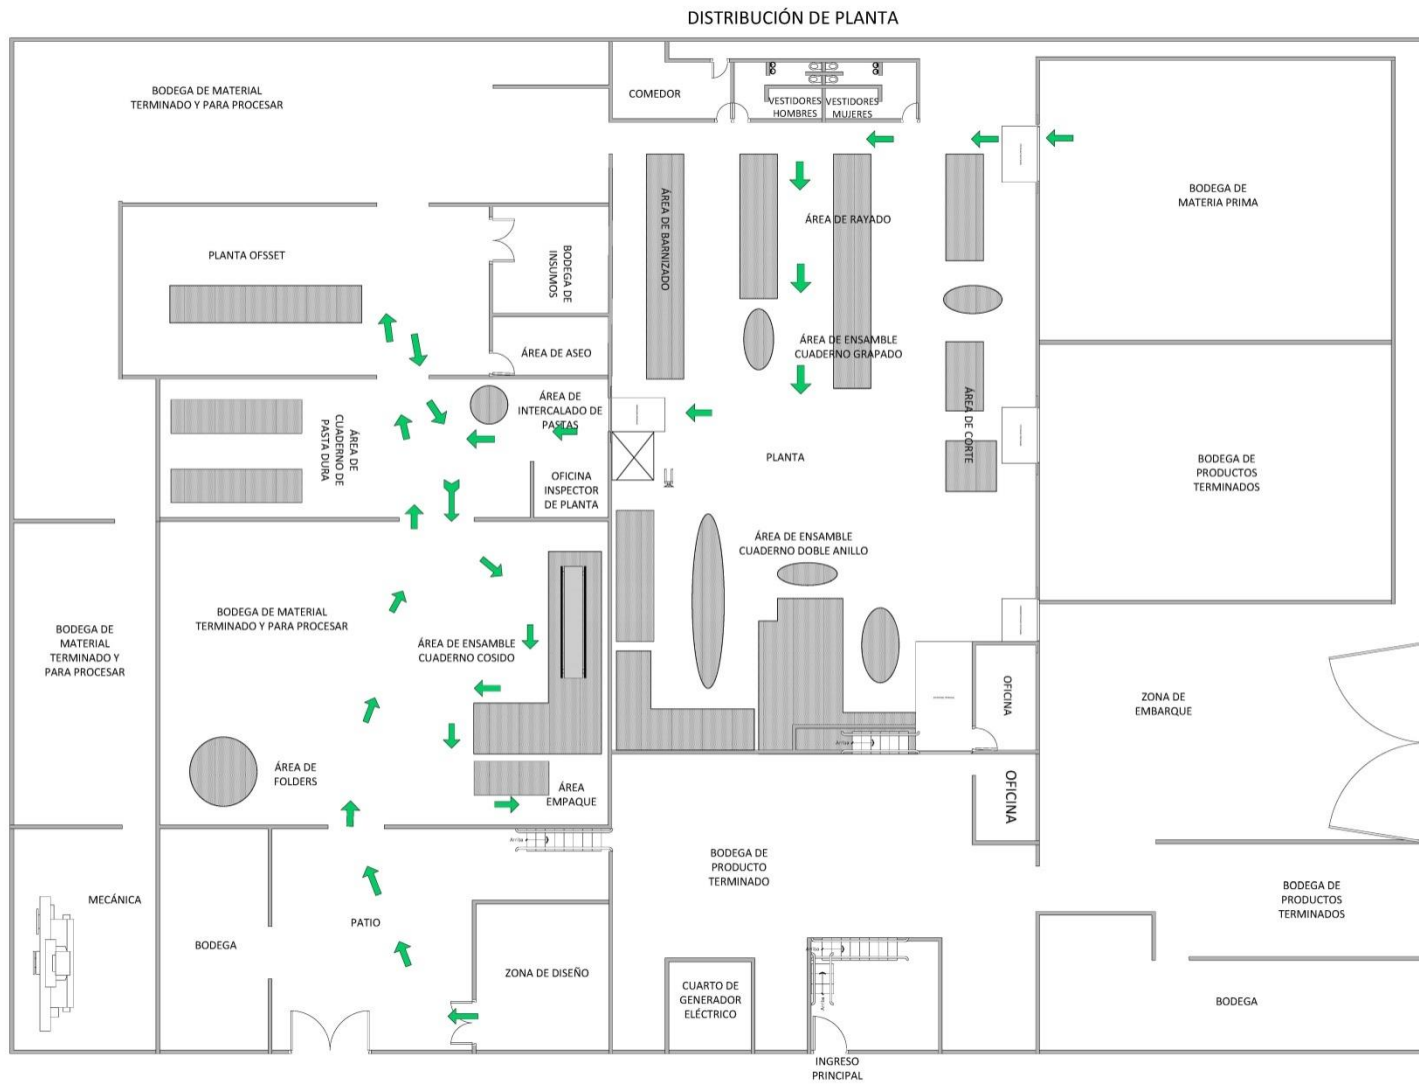 DISTRIBUCIÓN DE PLANTA
BODEGA DE MATERIAL
TERMINADO Y PARA PROCESAR
COMEDOR
VESTIDORES
HOMBRES
VESTIDORES
MUJERES
BODEGA DE
MATERIA PRIMA
ÁREA DE BARNIZADO
ÁREA DE RAYADO
PLANTA OFSSET
BODEGA DE
INSUMOS
ÁREA DE ASEO
ÁREA DE ENSAMBLE
CUADERNO GRAPADO
ÁREA DE
INTERCALADO DE
PASTAS
ÁREA DE
CUADERNO DE
PASTA DURA
ÁREA DE CORTE
PLANTA
BODEGA DE
PRODUCTOS
TERMINADOS
OFICINA
INSPECTOR
DE PLANTA
ÁREA DE ENSAMBLE
CUADERNO DOBLE ANILLO
BODEGA DE MATERIAL
TERMINADO Y PARA PROCESAR
BODEGA DE
MATERIAL
TERMINADO Y
PARA PROCESAR
ÁREA DE ENSAMBLE
CUADERNO COSIDO
OFICINA
ZONA DE
EMBARQUE
Arriba
ÁREA DE
FOLDERS
ÁREA
EMPAQUE
OFICINA
Arriba
BODEGA DE
PRODUCTO
TERMINADO
BODEGA DE
PRODUCTOS
TERMINADOS
MECÁNICA
PATIO
BODEGA
Arriba
Arriba
ZONA DE DISEÑO
CUARTO DE
GENERADOR
ELÉCTRICO
BODEGA
INGRESO
PRINCIPAL